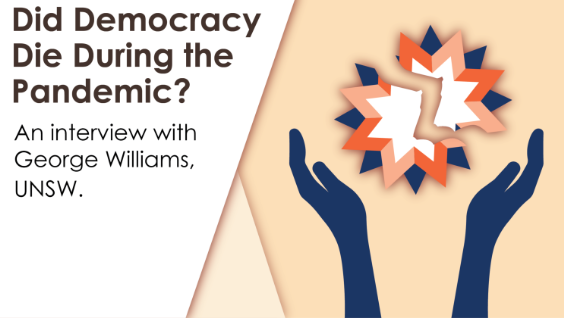 Did Democracy
Die During the
Pandemic?
An interview with
George Williams,
UNSW.